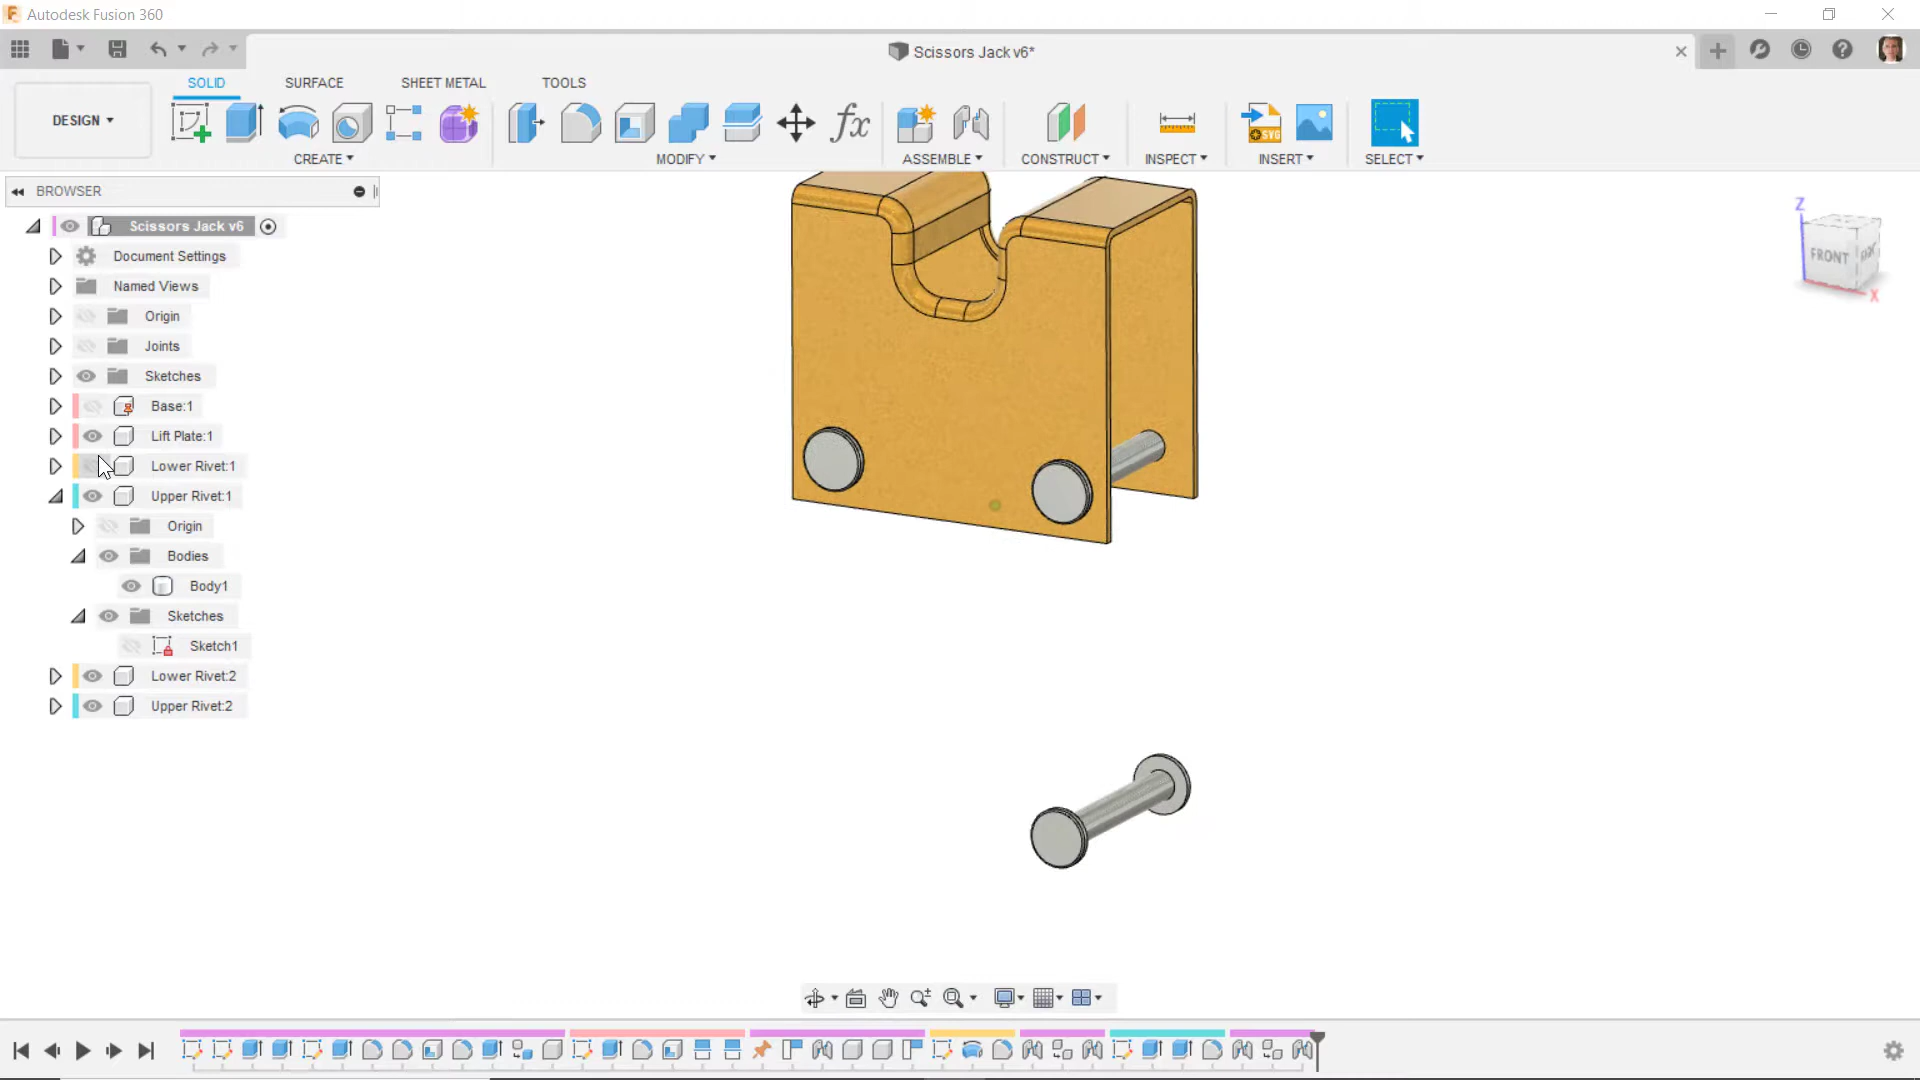 Autodesk Fusion 360
Scissors Jack v6*
SOLID
SURFACE
SHEET METAL
TOOLS
DESIGN
CREATE
MODIFY
ASSEMBLE
CONSTRUCT
INSPECT
INSERT
SELECT
fx
SVG
BROWSER
Scissors Jack v6
Document Settings
Named Views
Origin
Joints
Sketches
Base:1
Lift Plate:1
Lower Rivet:1
Upper Rivet:1
Origin
Bodies
Body1
Sketches
Sketch1
Lower Rivet:2
Upper Rivet:2
Z
FRONT
X